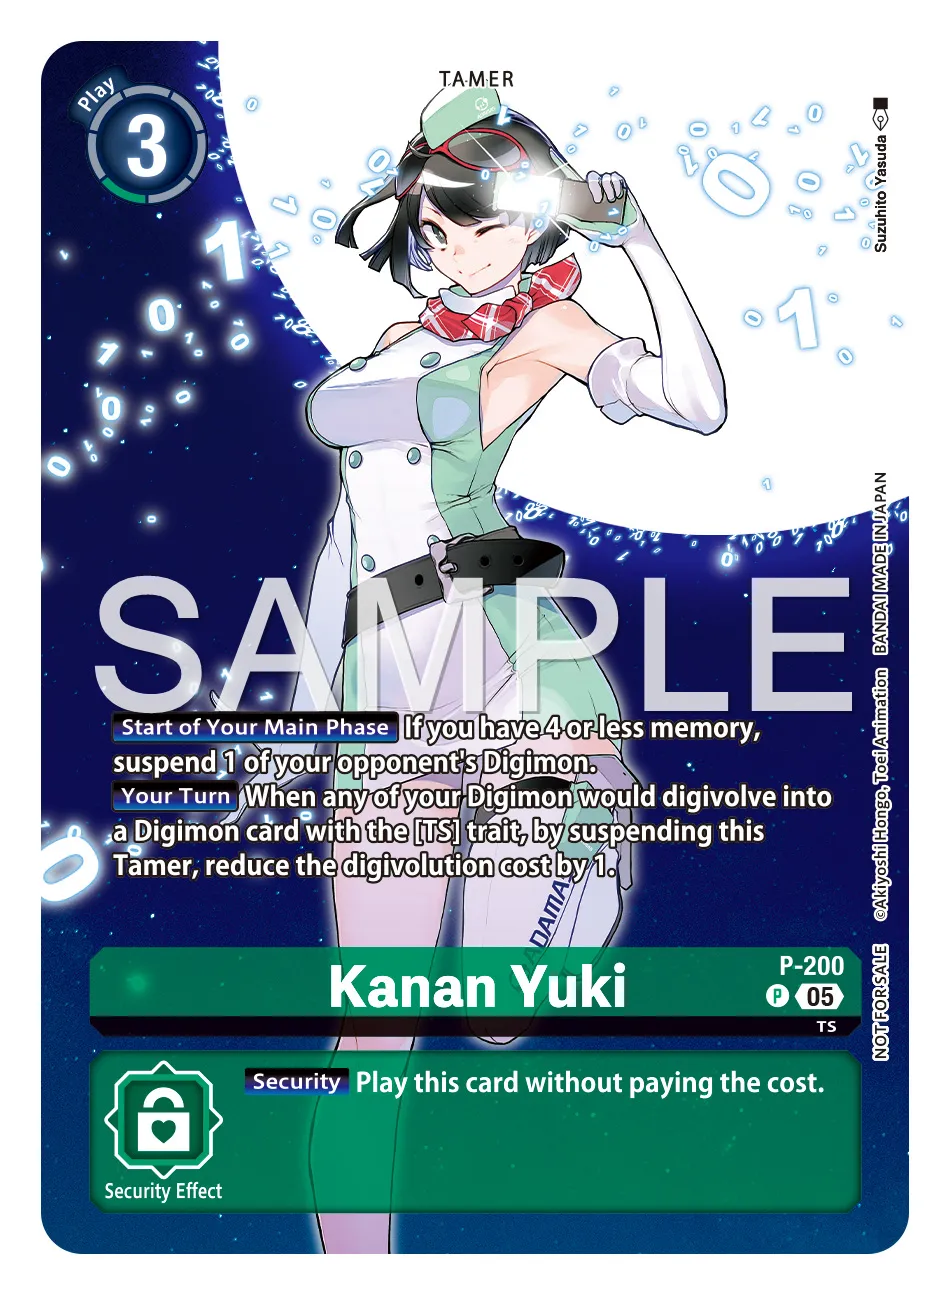 TAMER
Play
3
Suzuhito Yasuda
BANDAI MADE IN JAPAN
©Akiyoshi Hongo, Toei Animation
NOT FOR SALE
SAMPLE
Start of Your Main Phase If you have 4 or less memory,
suspend 1 of your opponent's Digimon.
Your Turn When any of your Digimon would digivolve into
a Digimon card with the [TS] trait, by suspending this
Tamer, reduce the digivolution cost by 1.
ADAMAS
Kanan Yuki
P-200
P 05
TS
Security Play this card without paying the cost.
Security Effect